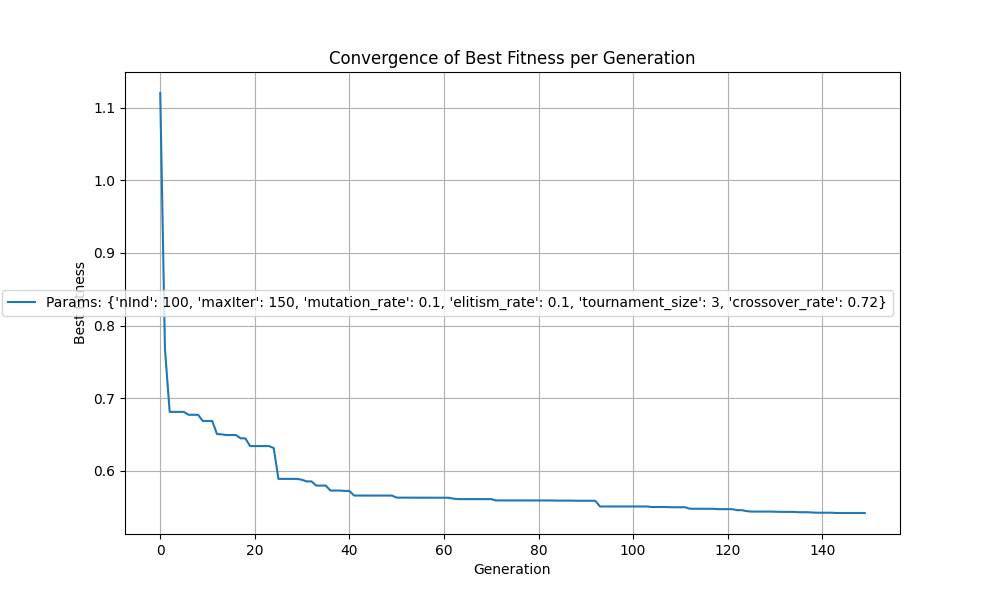 Convergence of Best Fitness per Generation
1.1
1.0
0.9
Params: {'nInd': 100, 'maxIter': 150, 'mutation_rate': 0.1, 'elitism_rate': 0.1, 'tournament_size': 3, 'crossover_rate': 0.72}
0.8
0.7
0.6
0 20 40 60 80 100 120 140
Generation
Best